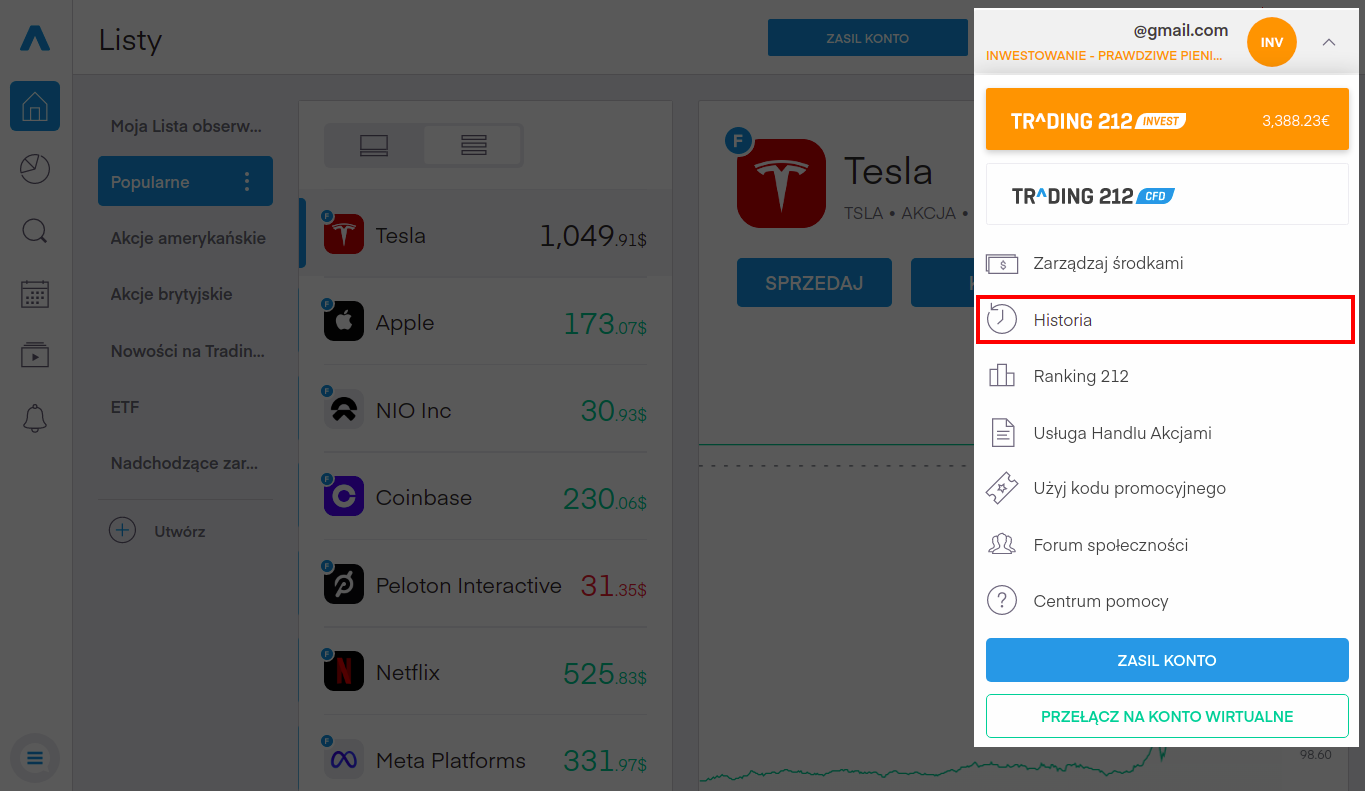 Listy
ZASIL KONTO
@gmail.com
INWESTOWANIE - PRAWDZIWE PIENI...
INV
Moja Lista obserw...
Popularne
Akcje amerykańskie
Akcje brytyjskie
Nowości na Tradin...
ETF
Nadchodzące zar...
Utwórz
F
Tesla
1,049.91$
F
Apple
173.07$
F
NIO Inc
30.93$
F
Coinbase
230.06$
F
Peloton Interactive
31.35$
F
Netflix
525.83$
F
Meta Platforms
331.97$
F
Tesla
TSLA • AKCJA •
SPRZEDAJ
98.60
TRADING 212 INVEST
3,388.23€
TRADING 212 CFD
Zarządzaj środkami
Historia
Ranking 212
Usługa Handlu Akcjami
Użyj kodu promocyjnego
Forum społeczności
Centrum pomocy
ZASIL KONTO
PRZEŁĄCZ NA KONTO WIRTUALNE